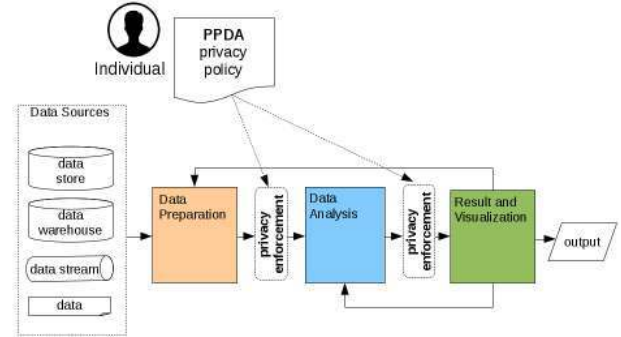 PPDA
privacy
policy
Individual
Data Sources
data
store
data
warehouse
data stream
data
Data
Preparation
privacy
enforcement
Data
Analysis
privacy
enforcement
Result and
Visualization
output